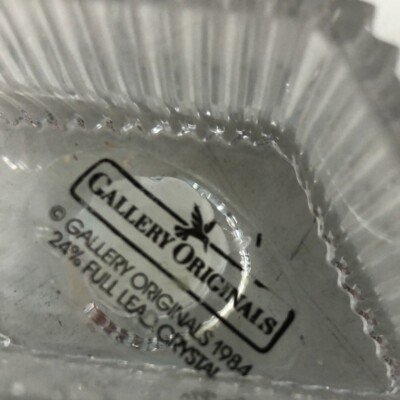 GALLERY ORIGINALS
© GALLERY ORIGINALS 1984
24% FULL LEAD CRYSTAL